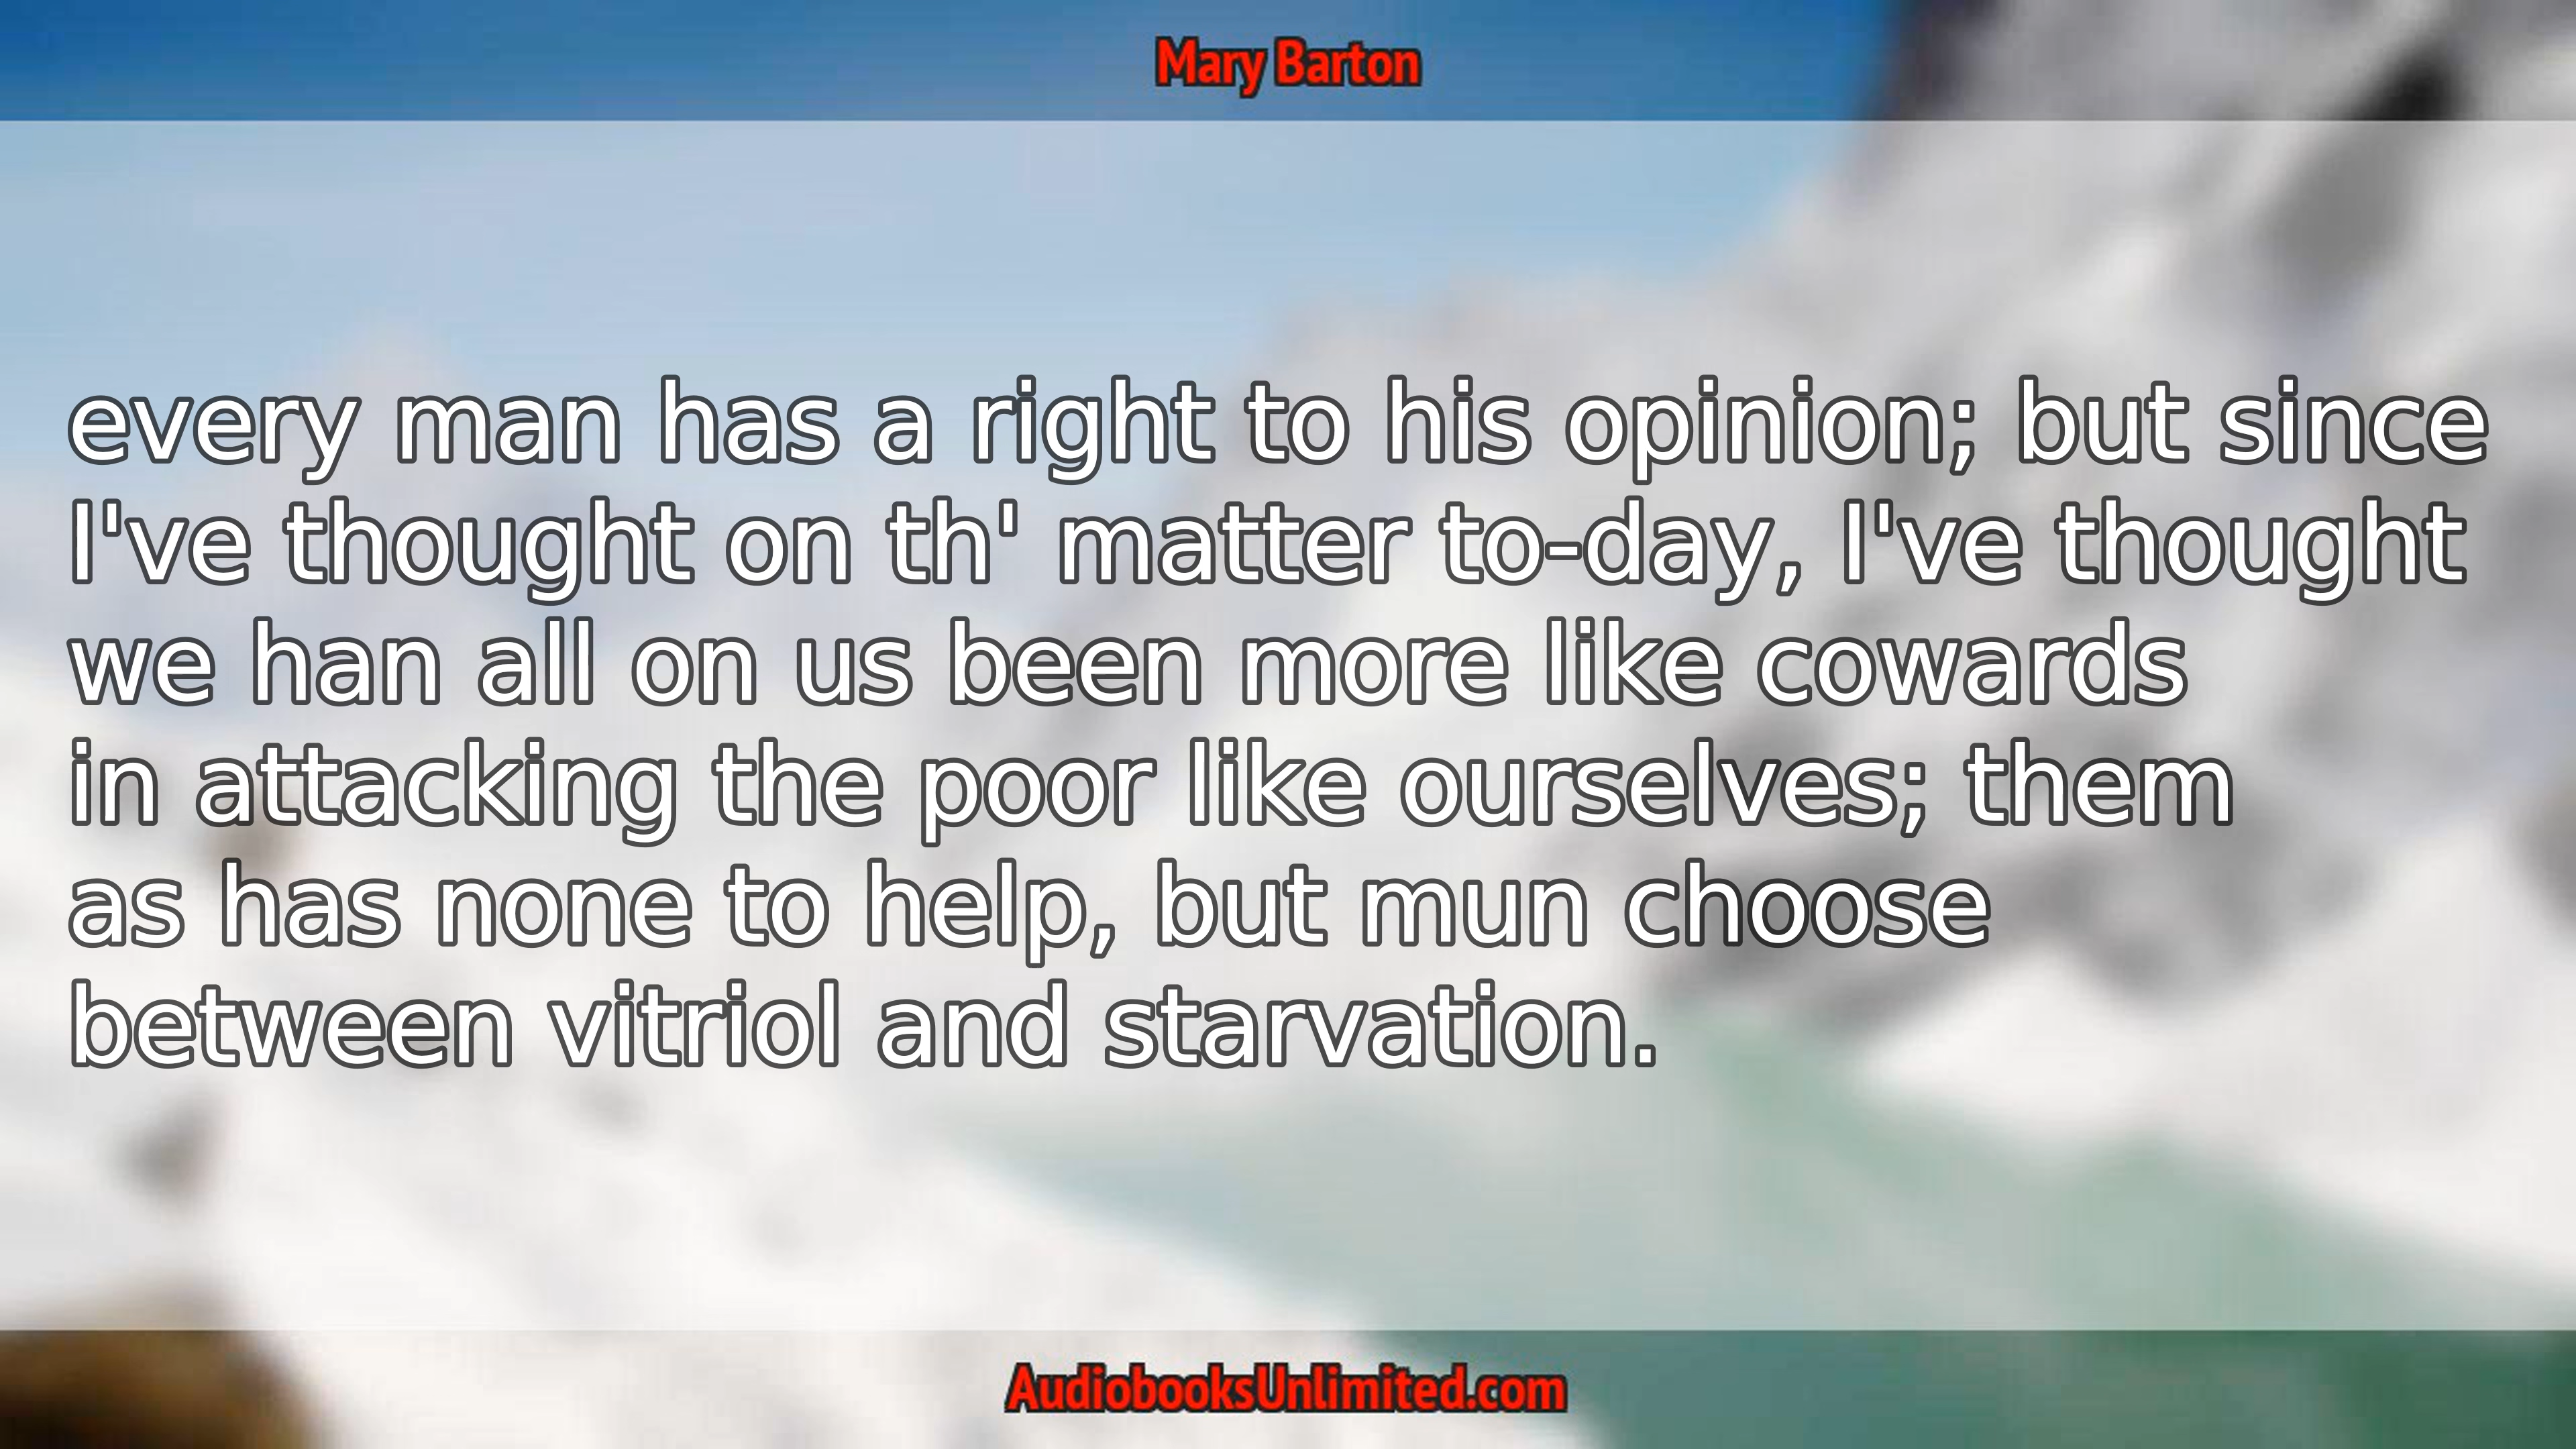 Mary Barton
every man has a right to his opinion; but since
I've thought on th' matter to-day, I've thought
we han all on us been more like cowards
in attacking the poor like ourselves; them
as has none to help, but mun choose
between vitriol and starvation.
AudiobooksUnlimited.com